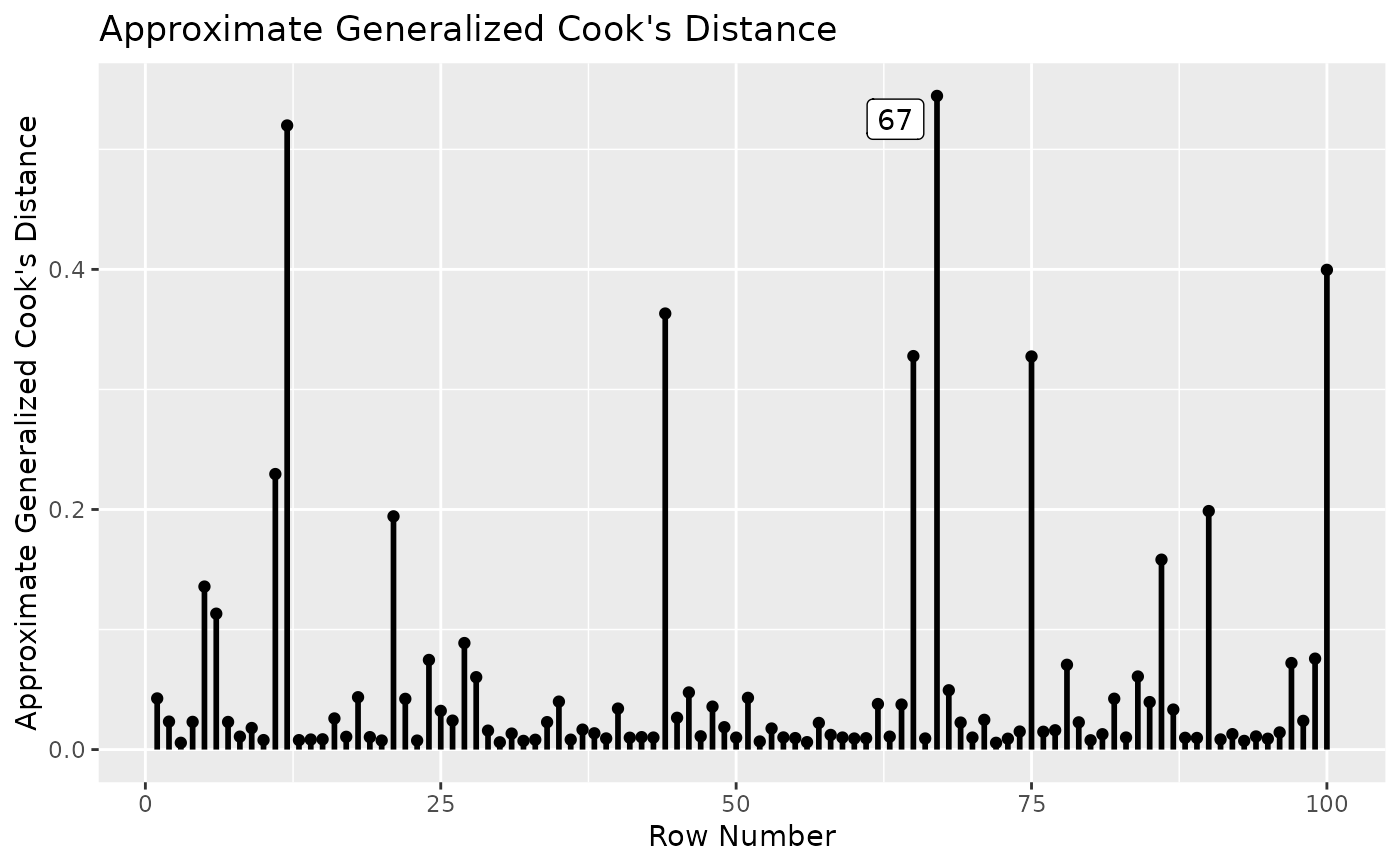 Approximate Generalized Cook's Distance
Approximate Generalized Cook's Distance
67
0.4
0.2
0.0
0 25 50 75 100
Row Number